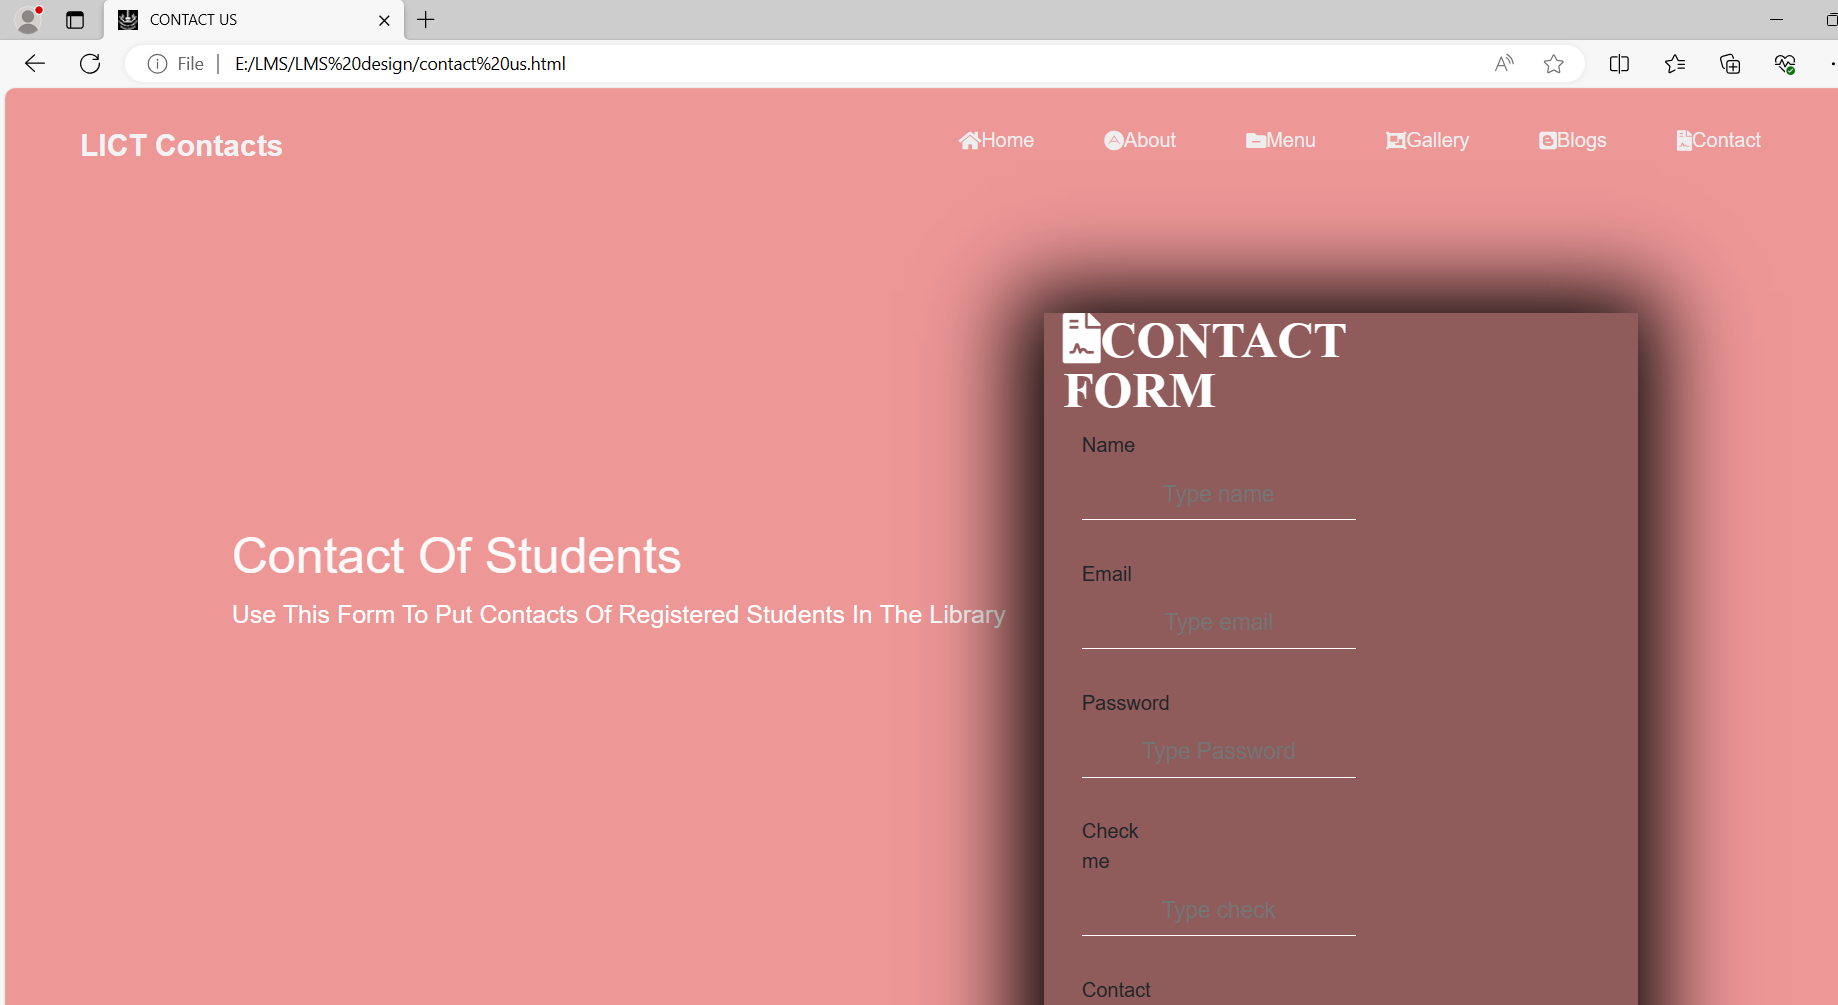 CONTACT US
File
E:/LMS/LMS%20design/contact%20us.html
LICT Contacts
Home
About
Menu
Gallery
Blogs
Contact
CONTACT
FORM
Name
Type name
Email
Contact Of Students
Use This Form To Put Contacts Of Registered Students In The Library
Type email
Password
Type Password
Check
me
Type check
Contact